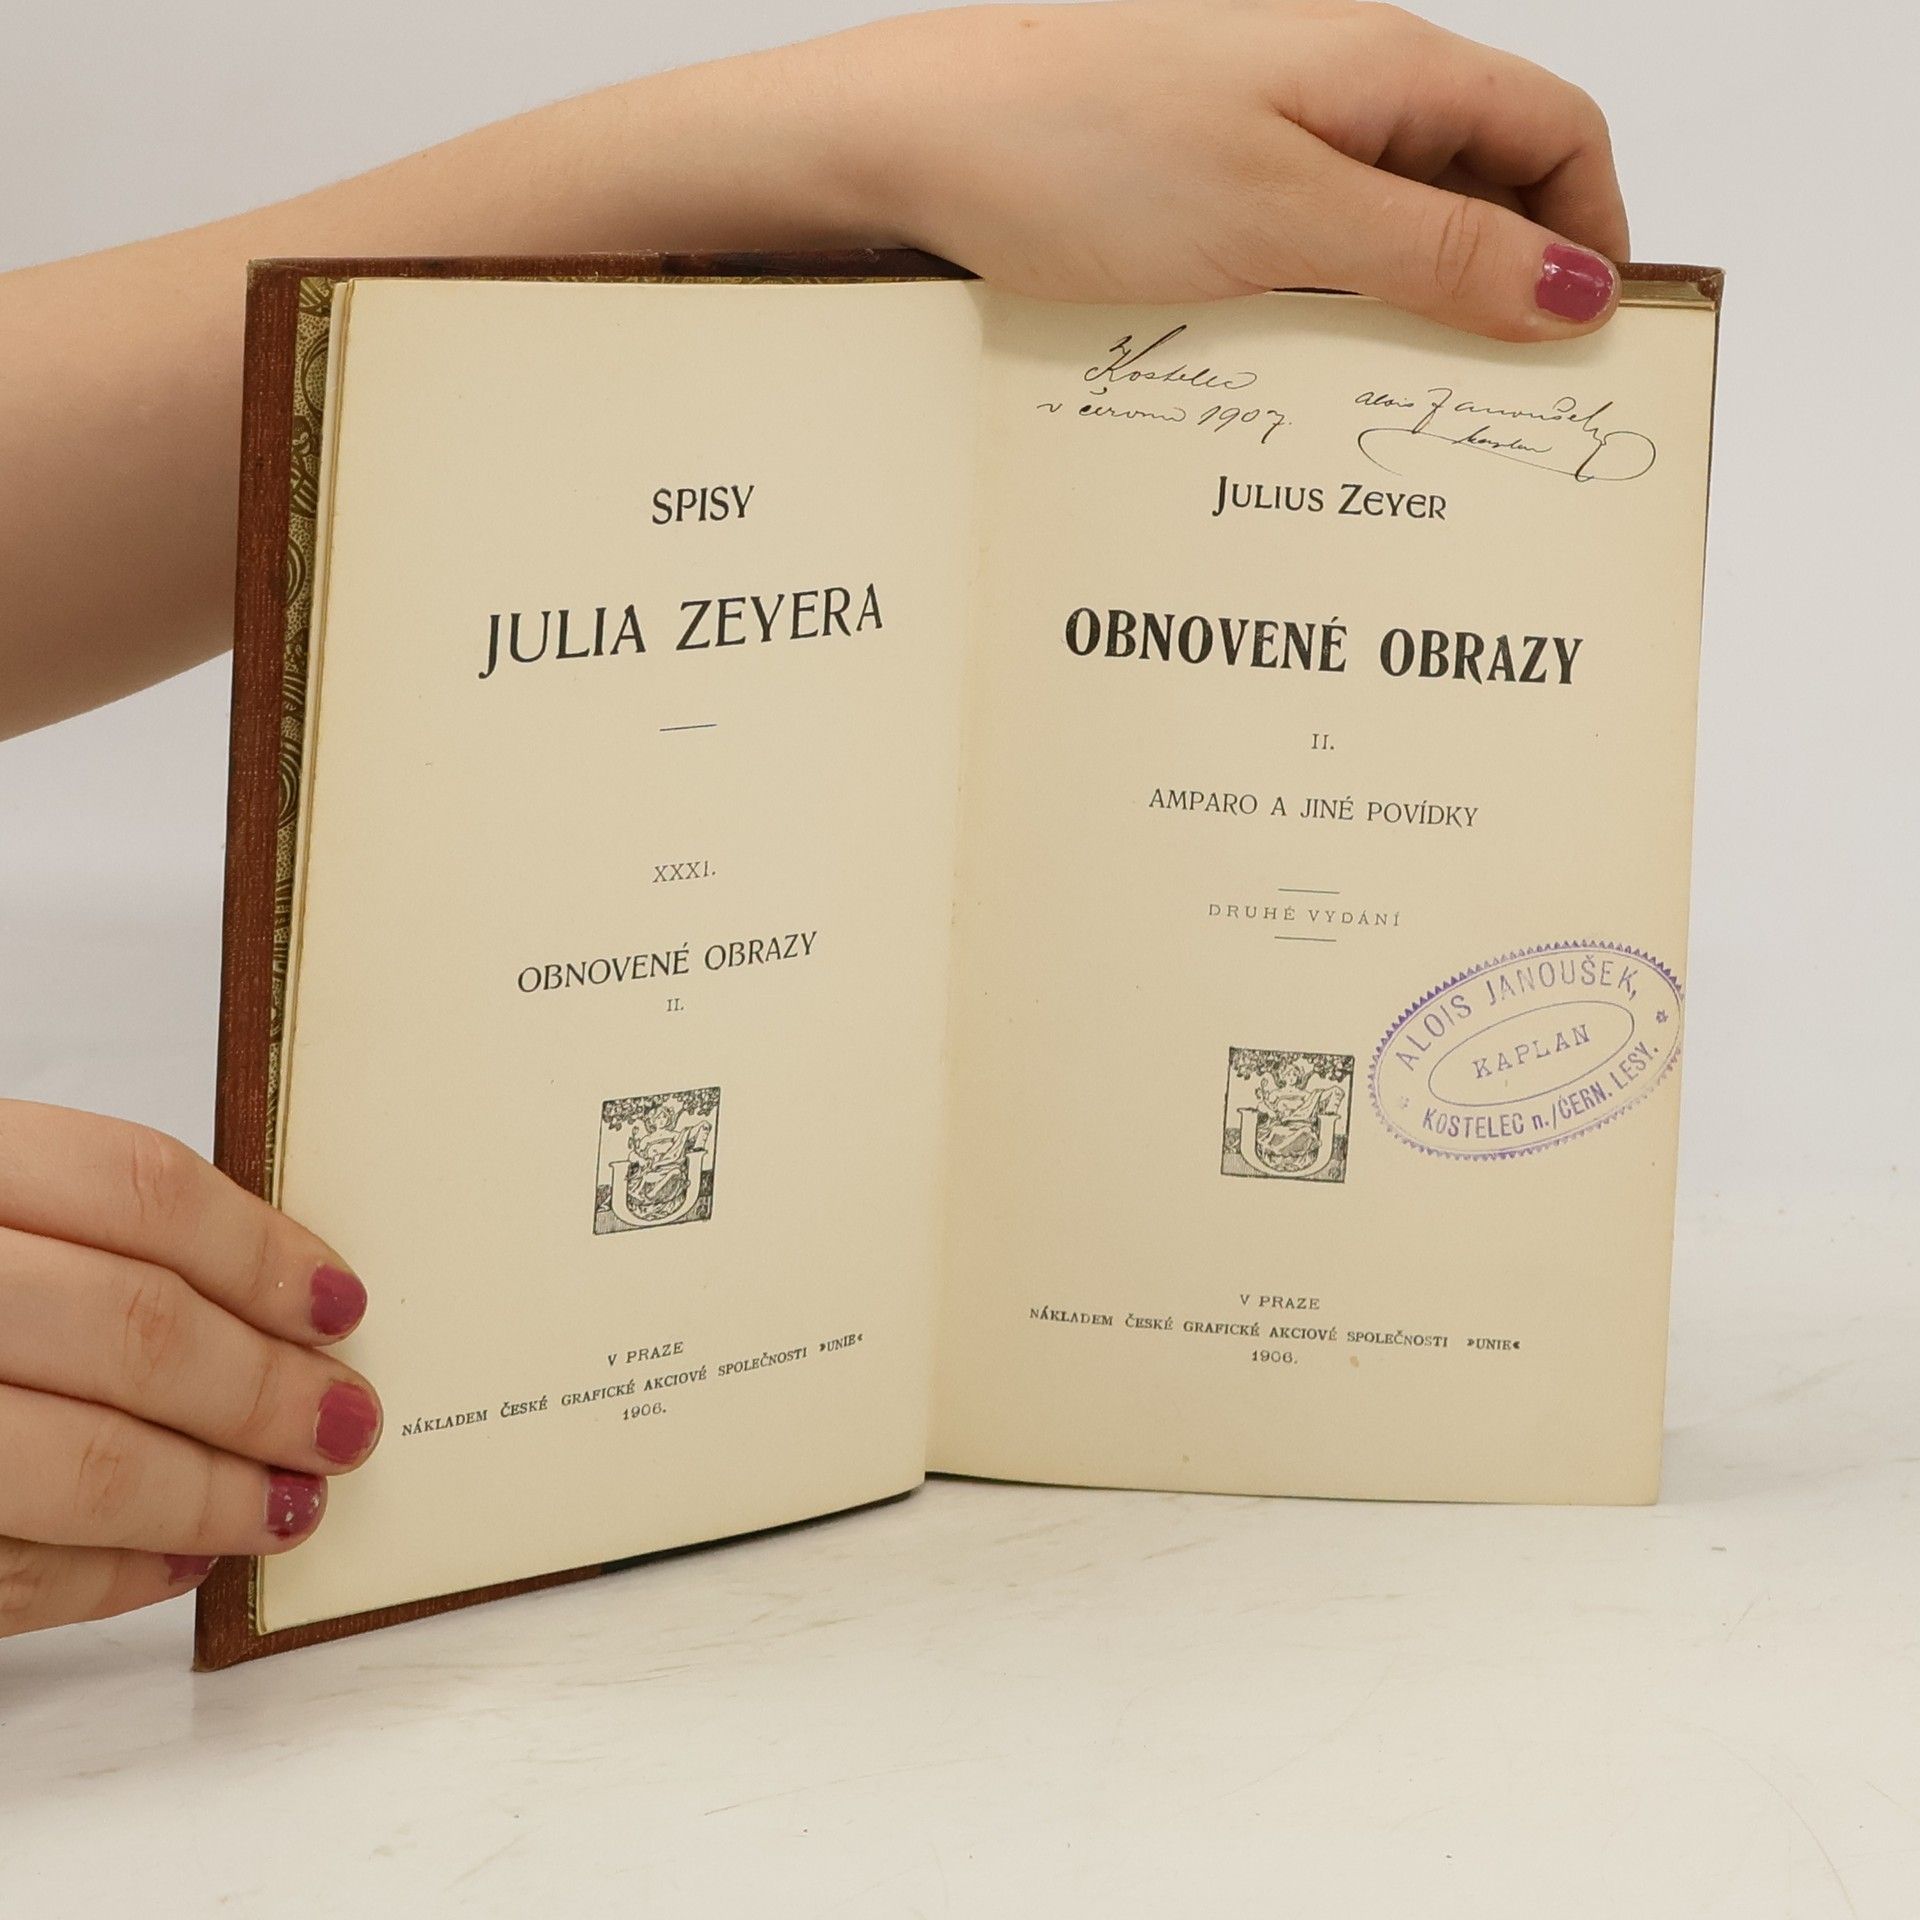 SPISY
JULIA ZEYERA
XXXI.
OBNOVENÉ OBRAZY
II.
V PRAZE
NÁKLADEM ČESKÉ GRAFICKÉ AKCIOVÉ SPOLEČNOSTI »UNIE«
1906.
Kostelec
v červnu 1907.
Alois Janoušek
kaplan
JULIUS ZEYER
OBNOVENÉ OBRAZY
II.
AMPARO A JINÉ POVÍDKY
DRUHÉ VYDÁNÍ
ALOIS JANOUŠEK,
KAPLAN
KOSTELEC n./ČERN. LESY.
U
V PRAZE
NÁKLADEM ČESKÉ GRAFICKÉ AKCIOVÉ SPOLEČNOSTI »UNIE«
1906.